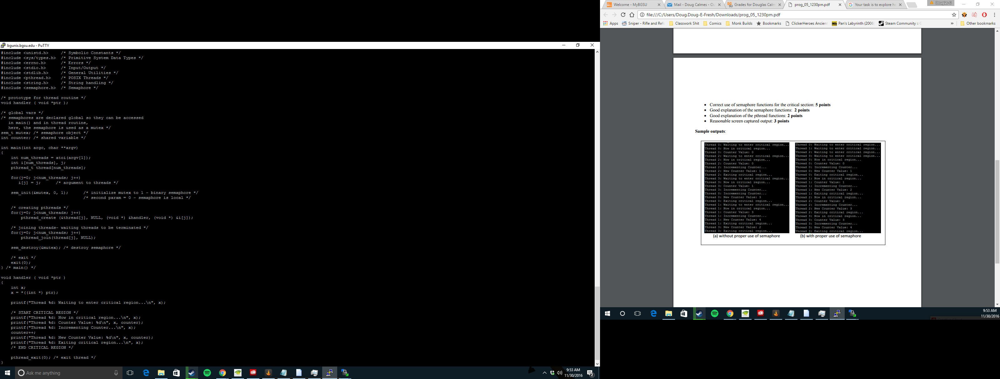 bgunix.bgsu.edu - PuTTY
#include <unistd.h>     /* Symbolic Constants */
#include <sys/types.h>  /* Primitive System Data Types */
#include <errno.h>      /* Errors */
#include <stdio.h>      /* Input/Output */
#include <stdlib.h>     /* General Utilities */
#include <pthread.h>    /* POSIX Threads */
#include <string.h>     /* String handling */
#include <semaphore.h>  /* Semaphore */
/* prototype for thread routine */
void handler ( void *ptr );
/* global vars */
/* semaphores are declared global so they can be accessed
   in main() and in thread routine,
   here, the semaphore is used as a mutex */
sem_t mutex; /* semaphore object */
int counter; /* shared variable */
int main(int argc, char **argv)
{
    int num_threads = atoi(argv[1]);
    int i[num_threads], j;
    pthread_t thread[num_threads];
    for(j=0; j<num_threads; j++)
       i[j] = j;      /* argument to threads */
    sem_init(&mutex, 0, 1);      /* initialize mutex to 1 - binary semaphore */
                                 /* second param = 0 - semaphore is local */
    /* creating pthreads */
    for(j=0; j<num_threads; j++)
        pthread_create (&thread[j], NULL, (void *) &handler, (void *) &i[j]);
    /* joining threads- waiting threads to be terminated */
    for(j=0; j<num_threads; j++)
        pthread_join(thread[j], NULL);
    sem_destroy(&mutex); /* destroy semaphore */
    /* exit */
    exit(0);
} /* main() */
void handler ( void *ptr )
{
    int x;
    x = *((int *) ptr);
    printf("Thread %d: Waiting to enter critical region...\n", x);
    /* START CRITICAL REGION */
    printf("Thread %d: Now in critical region...\n", x);
    printf("Thread %d: Counter Value: %d\n", x, counter);
    printf("Thread %d: Incrementing Counter...\n", x);
    counter++;
    printf("Thread %d: New Counter Value: %d\n", x, counter);
    printf("Thread %d: Exiting critical region...\n", x);
    /* END CRITICAL REGION */
    pthread_exit(0); /* exit thread */
}
Ask me anything
9:53 AM
11/30/2016
2
Welcome - MyBGSU
Mail - Doug Calmes - Ou
Grades for Douglas Calm
prog_05_1230pm.pdf
Your task is to explore ho
Douglas G
file:///C:/Users/Doug.Doug-E-Fresh/Downloads/prog_05_1230pm.pdf
Apps
Sniper - Rifle and Refo
Classwork Shit
Comics
Monk Builds
Bookmarks
ClickerHeroes Ancient
Pan's Labyrinth (2006)
Steam Community ::
»
Other bookmarks
• Correct use of semaphore functions for the critical section: 5 points
• Good explanation of the semaphore functions: 2 points
• Good explanation of the pthread functions: 2 points
• Reasonable screen captured output: 3 points
Sample outputs:
Thread 0: Waiting to enter critical region...
Thread 0: Now in critical region...
Thread 0: Counter Value: 0
Thread 2: Waiting to enter critical region...
Thread 2: Now in critical region...
Thread 2: Counter Value: 0
Thread 2: Incrementing Counter...
Thread 2: New Counter Value: 1
Thread 2: Exiting critical region...
Thread 3: Waiting to enter critical region...
Thread 3: Now in critical region...
Thread 3: Counter Value: 1
Thread 3: Incrementing Counter...
Thread 0: Incrementing Counter...
Thread 0: New Counter Value: 3
Thread 0: Exiting critical region...
Thread 1: Waiting to enter critical region...
Thread 1: Now in critical region...
Thread 1: Counter Value: 3
Thread 1: Incrementing Counter...
Thread 1: New Counter Value: 4
Thread 1: Exiting critical region...
Thread 3: New Counter Value: 2
Thread 3: Exiting critical region...
(a) without proper use of semaphore
Thread 0: Waiting to enter critical region...
Thread 1: Waiting to enter critical region...
Thread 2: Waiting to enter critical region...
Thread 3: Waiting to enter critical region...
Thread 0: Now in critical region...
Thread 0: Counter Value: 0
Thread 0: Incrementing Counter...
Thread 0: New Counter Value: 1
Thread 0: Exiting critical region...
Thread 1: Now in critical region...
Thread 1: Counter Value: 1
Thread 1: Incrementing Counter...
Thread 1: New Counter Value: 2
Thread 1: Exiting critical region...
Thread 2: Now in critical region...
Thread 2: Counter Value: 2
Thread 2: Incrementing Counter...
Thread 2: New Counter Value: 3
Thread 2: Exiting critical region...
Thread 3: Now in critical region...
Thread 3: Counter Value: 3
Thread 3: Incrementing Counter...
Thread 3: New Counter Value: 4
Thread 3: Exiting critical region...
(b) with proper use of semaphore
9:53 AM
11/30/2016